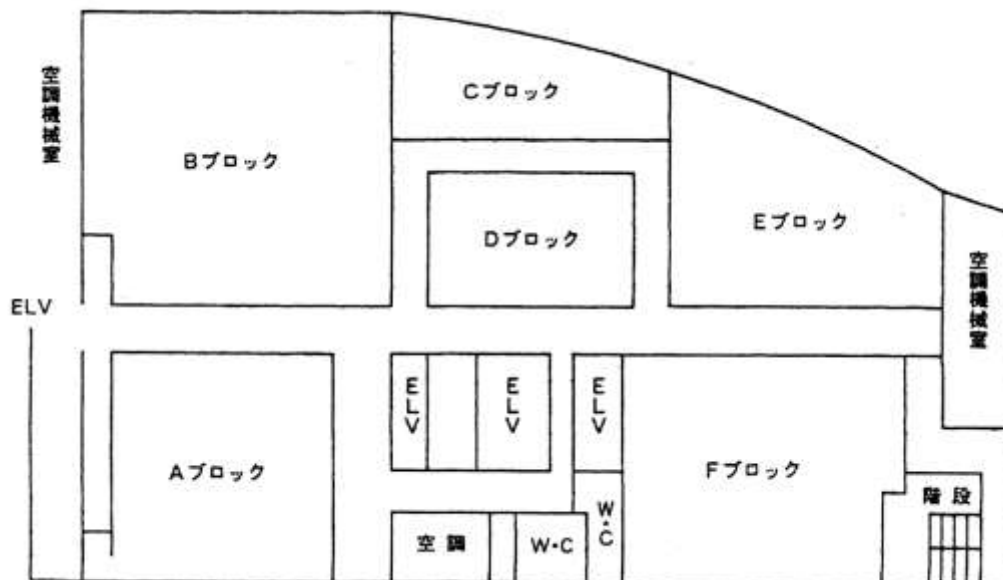 Cブロック
空調機械室
Bブロック
Dブロック
Eブロック
空調機械室
ELV
ELV
ELV
ELV
Aブロック
Fブロック
階段
空調
W・C
W・C